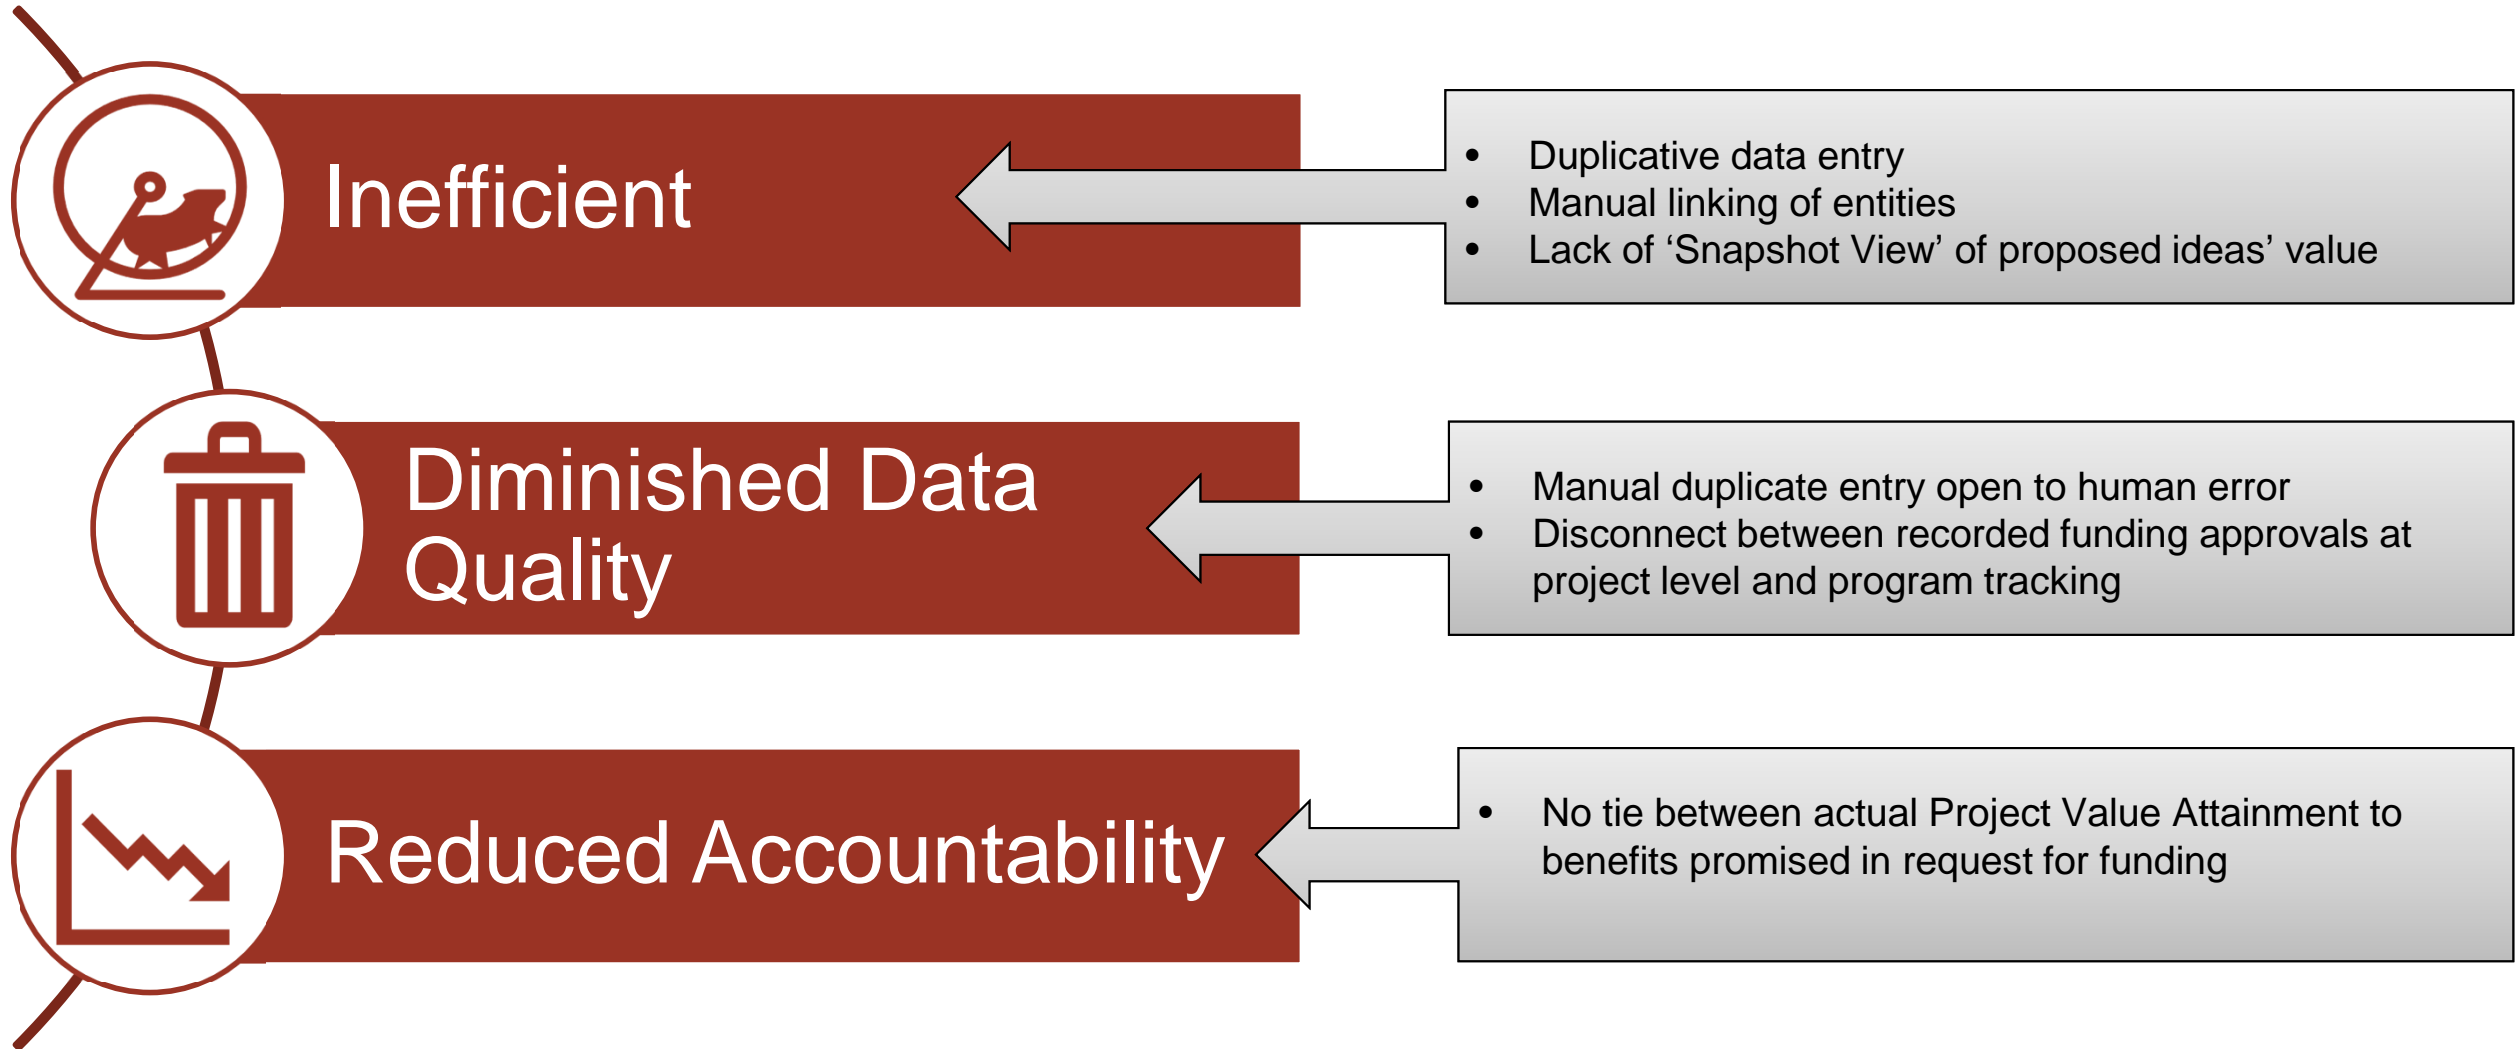 Inefficient
• Duplicative data entry
• Manual linking of entities
• Lack of ‘Snapshot View’ of proposed ideas’ value
Diminished Data
Quality
• Manual duplicate entry open to human error
• Disconnect between recorded funding approvals at
project level and program tracking
Reduced Accountability
• No tie between actual Project Value Attainment to
benefits promised in request for funding